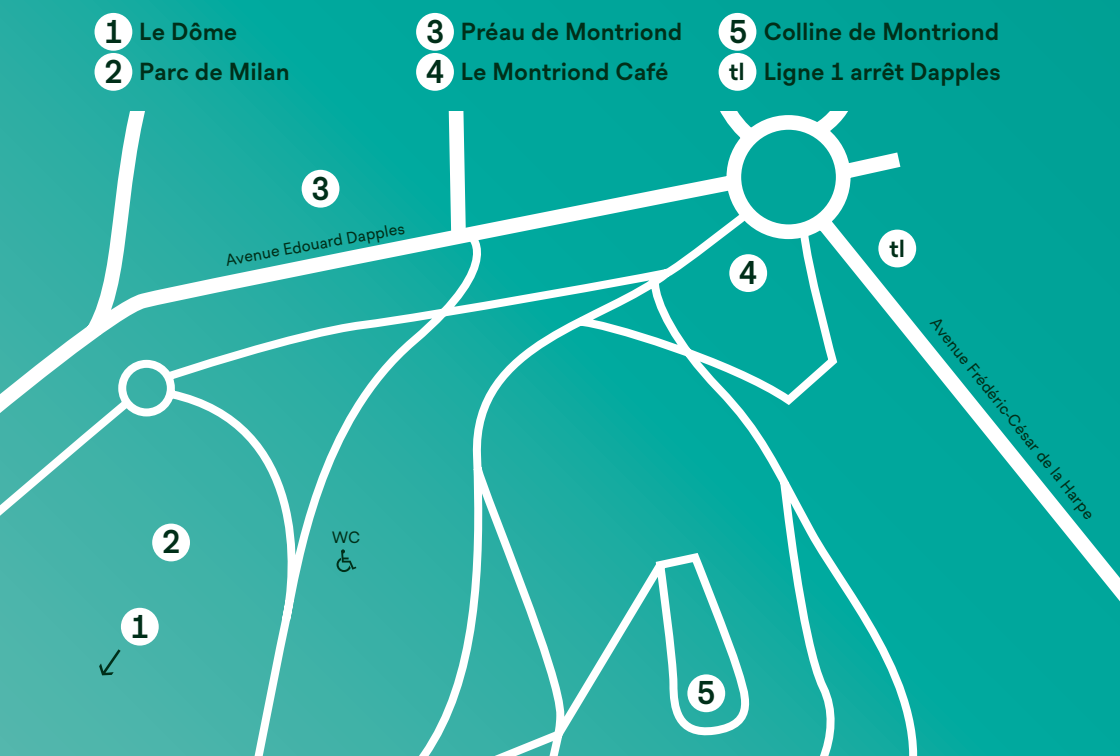 1 Le Dôme
2 Parc de Milan
3 Préau de Montriond
4 Le Montriond Café
5 Colline de Montriond
tl Ligne 1 arrêt Dapples
3
Avenue Edouard Dapples
4
tl
Avenue Frédéric-César de la Harpe
2
WC
1
5